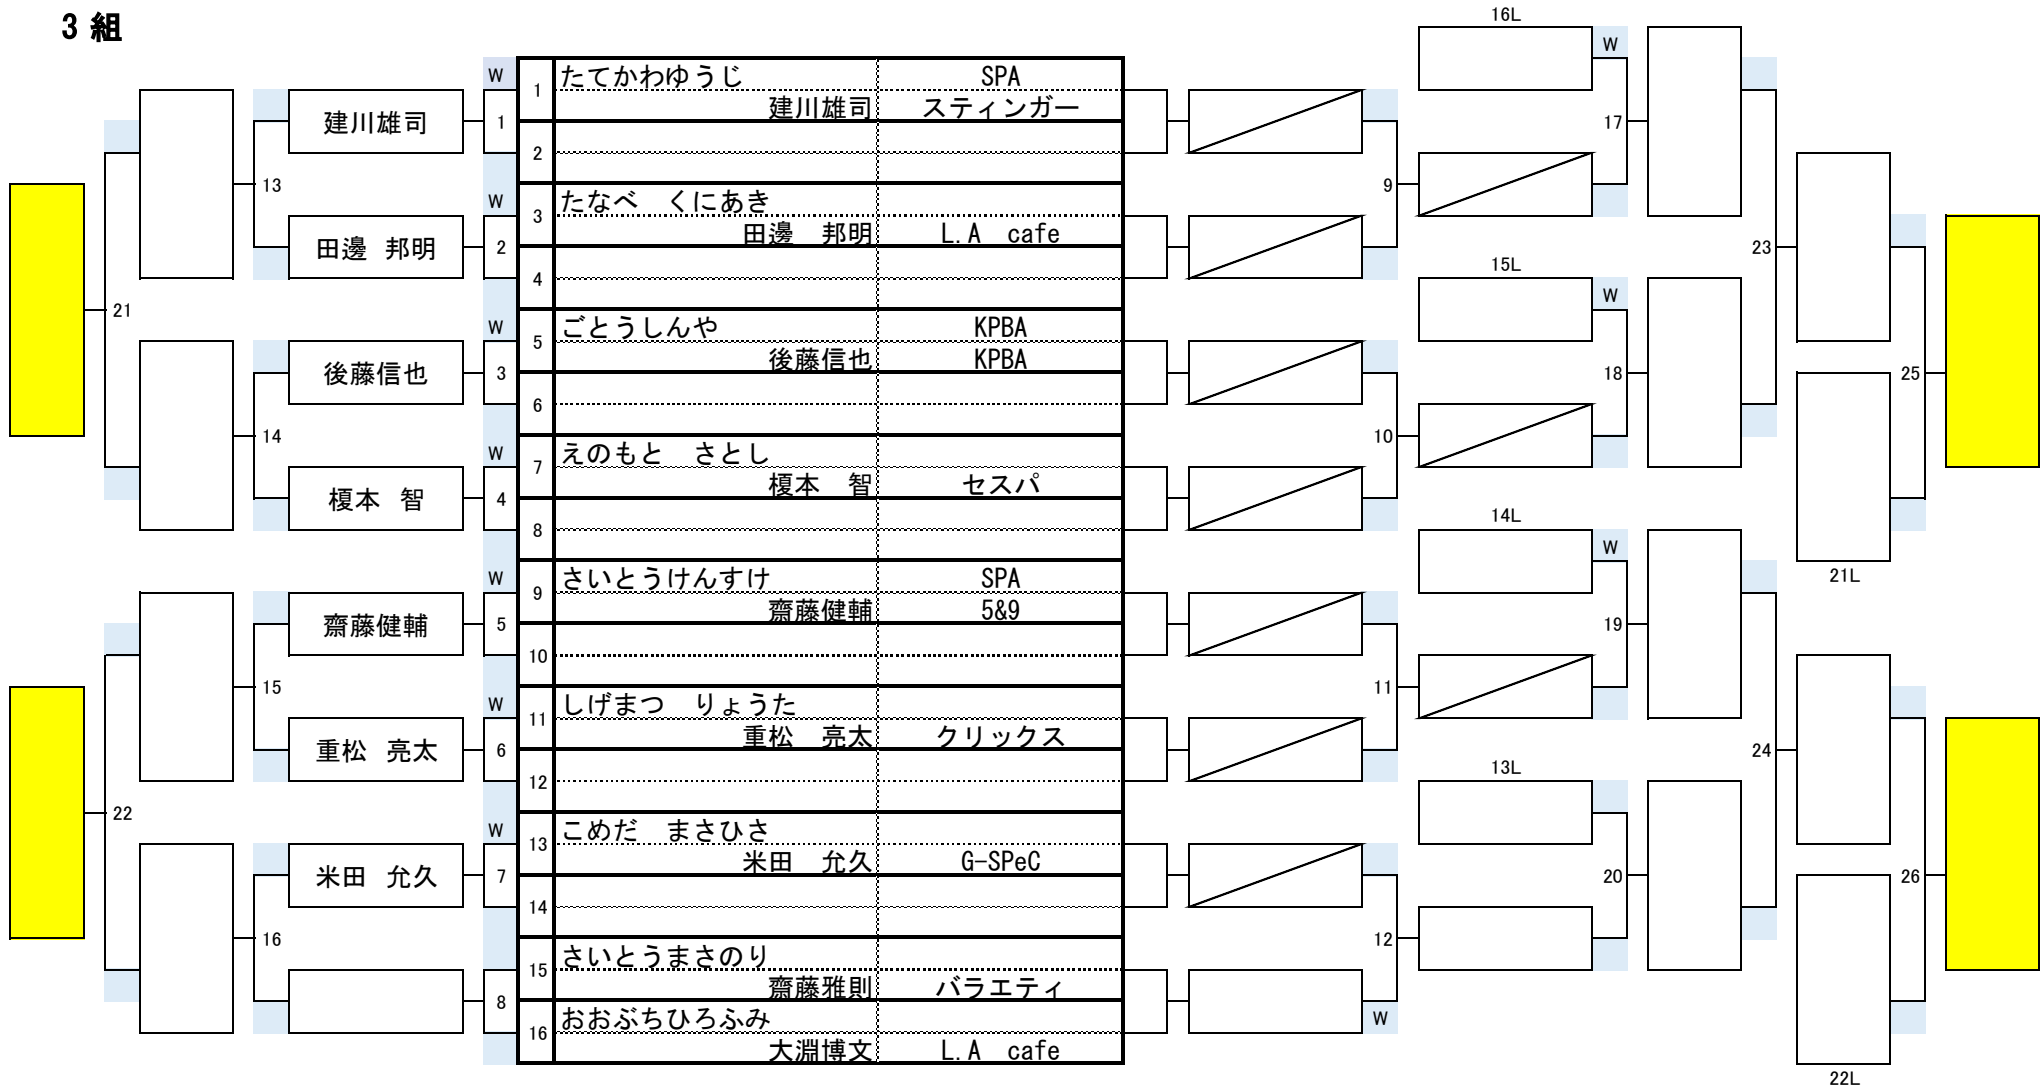 3 組
16L
W
W
1
たてかわゆうじ
SPA
建川雄司
建川雄司
スティンガー
1
17
2
13
9
W
3
たなべ　くにあき
田邊　邦明
田邊　邦明
L.A　cafe
2
23
4
15L
21
W
W
5
ごとうしんや
KPBA
後藤信也
後藤信也
KPBA
3
18
25
6
14
10
W
7
えのもと　さとし
榎本　智
榎本　智
セスパ
4
8
14L
W
W
9
さいとうけんすけ
SPA
21L
齋藤健輔
齋藤健輔
5&9
5
19
10
15
11
W
11
しげまつ　りょうた
重松　亮太
重松　亮太
クリックス
6
24
12
13L
22
W
13
こめだ　まさひさ
米田　允久
米田　允久
G-SPeC
7
20
26
14
16
12
15
さいとうまさのり
齋藤雅則
バラエティ
8
16
おおぶちひろふみ
W
大淵博文
L.A　cafe
22L